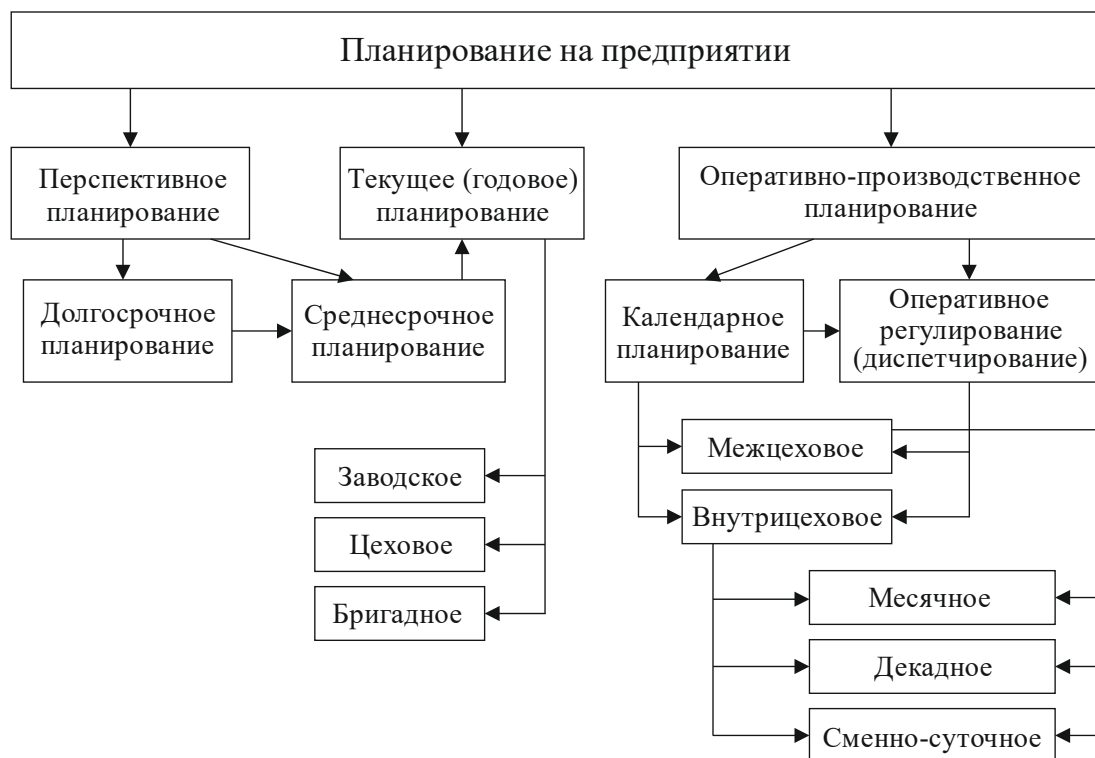 Планирование на предприятии
Перспективное
планирование
Текущее (годовое)
планирование
Оперативно-производственное
планирование
Долгосрочное
планирование
Среднесрочное
планирование
Календарное
планирование
Оперативное
регулирование
(диспетчирование)
Межцеховое
Заводское
Внутрицеховое
Цеховое
Бригадное
Месячное
Декадное
Сменно-суточное